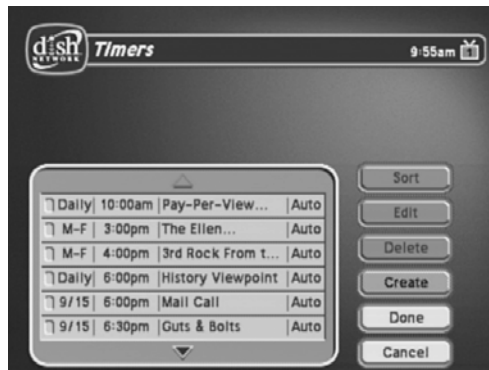 dish
NETWORK
Timers
9:55am 1
Sort
Edit
Delete
Create
Done
Cancel
Daily 10:00am Pay-Per-View... Auto
M-F 3:00pm The Ellen... Auto
M-F 4:00pm 3rd Rock From t... Auto
Daily 6:00pm History Viewpoint Auto
9/15 6:00pm Mail Call Auto
9/15 6:30pm Guts & Bolts Auto